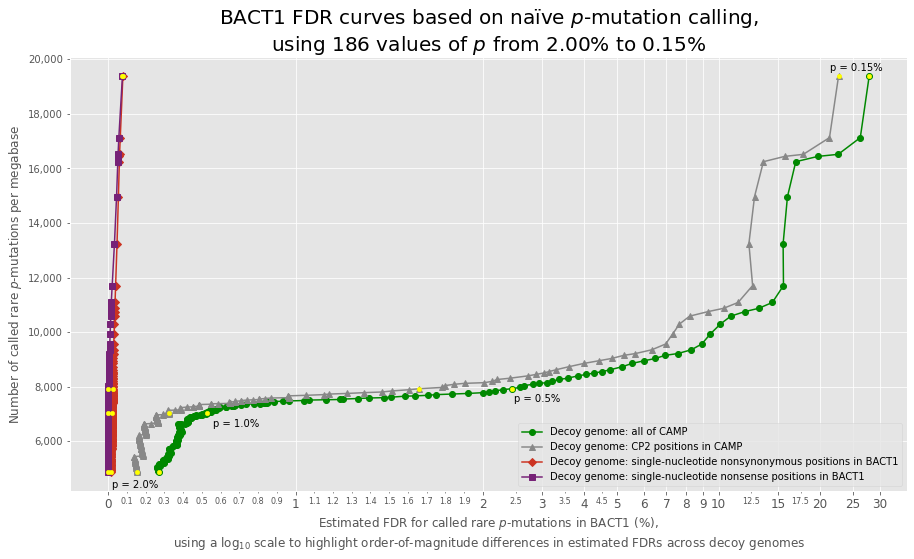 BACT1 FDR curves based on naïve p-mutation calling,
using 186 values of p from 2.00% to 0.15%
Number of called rare p-mutations per megabase
20,000
18,000
16,000
14,000
12,000
10,000
8,000
6,000
p = 0.15%
p = 0.5%
p = 1.0%
p = 2.0%
Decoy genome: all of CAMP
Decoy genome: CP2 positions in CAMP
Decoy genome: single-nucleotide nonsynonymous positions in BACT1
Decoy genome: single-nucleotide nonsense positions in BACT1
0 0.1 0.2 0.3 0.4 0.5 0.6 0.7 0.8 0.9 1 1.1 1.2 1.3 1.4 1.5 1.6 1.7 1.8 1.9 2 2.5 3 3.5 4 4.5 5 6 7 8 9 10 12.5 15 17.5 20 25 30
Estimated FDR for called rare p-mutations in BACT1 (%),
using a log10 scale to highlight order-of-magnitude differences in estimated FDRs across decoy genomes